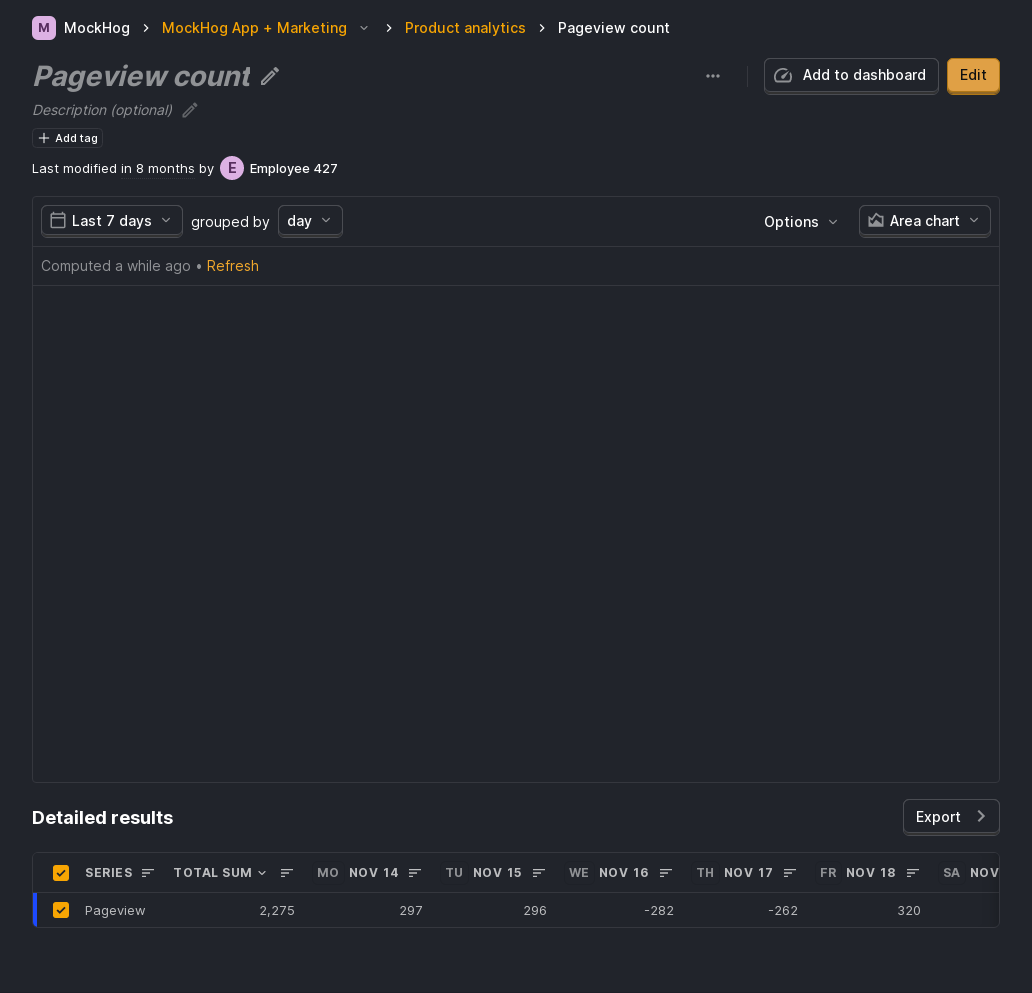 M MockHog MockHog App + Marketing Product analytics Pageview count
Pageview count
Add to dashboard
Edit
Description (optional)
Add tag
Last modified in 8 months by E Employee 427
Last 7 days grouped by day Options Area chart
Computed a while ago • Refresh
Detailed results
Export
SERIES TOTAL SUM MO NOV 14 TU NOV 15 WE NOV 16 TH NOV 17 FR NOV 18 SA NOV
Pageview 2,275 297 296 -282 -262 320